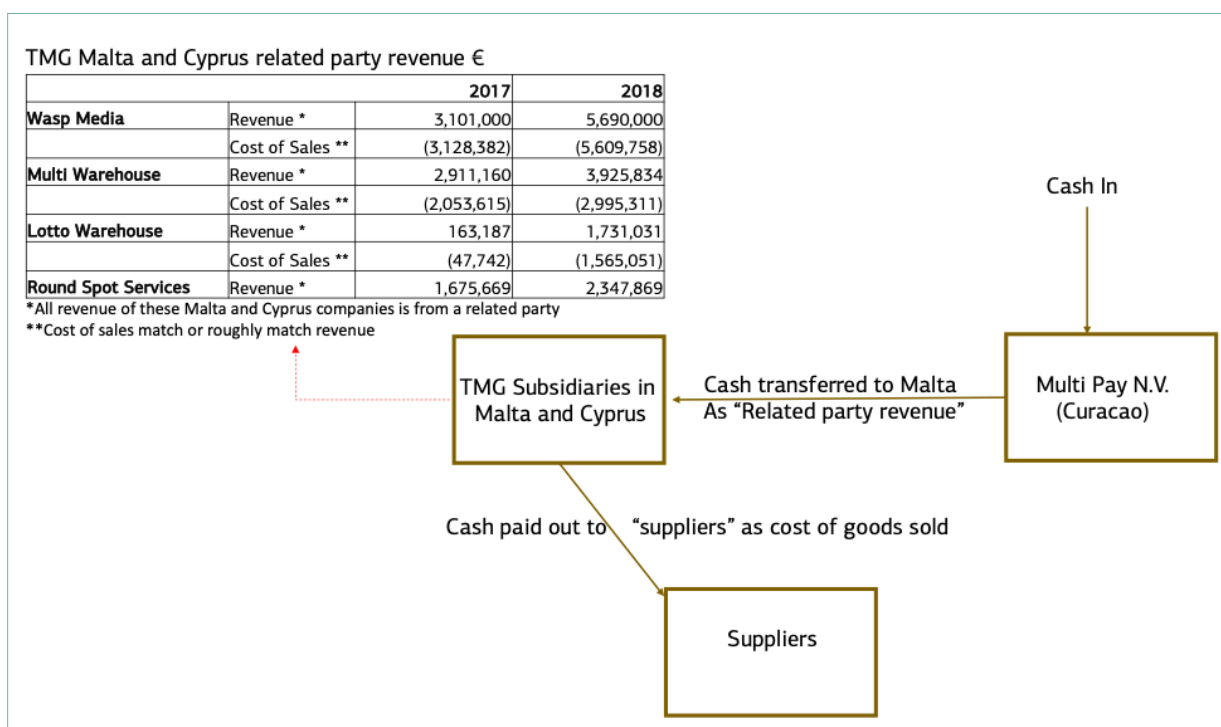 TMG Malta and Cyprus related party revenue €
2017 2018
Wasp Media Revenue * 3,101,000 5,690,000
Cost of Sales ** (3,128,382) (5,609,758)
Multi Warehouse Revenue * 2,911,160 3,925,834
Cost of Sales ** (2,053,615) (2,995,311)
Lotto Warehouse Revenue * 163,187 1,731,031
Cost of Sales ** (47,742) (1,565,051)
Round Spot Services Revenue * 1,675,669 2,347,869
*All revenue of these Malta and Cyprus companies is from a related party
**Cost of sales match or roughly match revenue
Cash In
TMG Subsidiaries in
Malta and Cyprus
Cash transferred to Malta
As “Related party revenue”
Multi Pay N.V.
(Curacao)
Cash paid out to “suppliers” as cost of goods sold
Suppliers